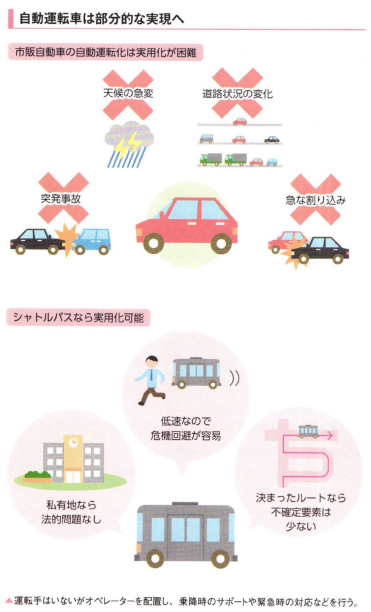 自動運転車は部分的な実現へ
市販自動車の自動運転化は実用化が困難
天候の急変
道路状況の変化
突発事故
急な割り込み
シャトルバスなら実用化可能
低速なので
危機回避が容易
私有地なら
法的問題なし
決まったルートなら
不確定要素は
少ない
▲運転手はいないがオペレーターを配置し、乗降時のサポートや緊急時の対応などを行う。